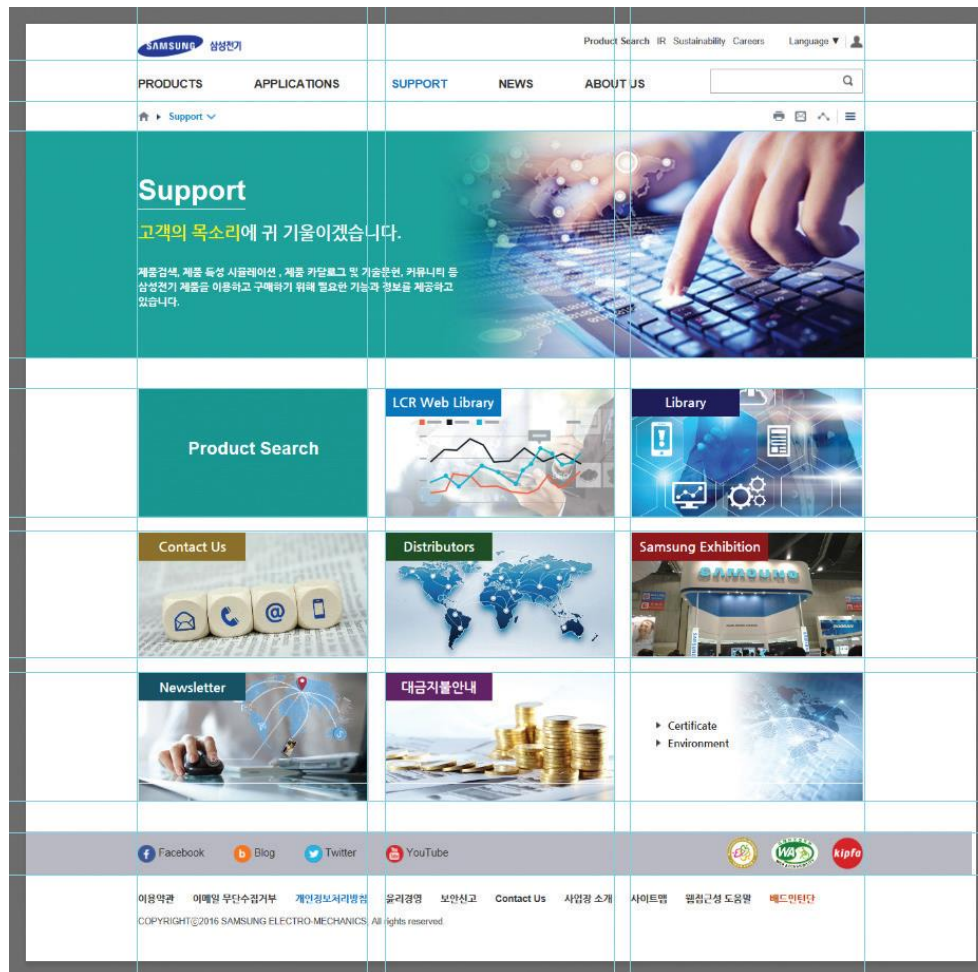 SAMSUNG 삼성전기
Product Search IR Sustainability Careers Language ▼
PRODUCTS APPLICATIONS SUPPORT NEWS ABOUT US
Support
Support
고객의 목소리에 귀 기울이겠습니다.
제품검색, 제품 특성 시뮬레이션 , 제품 카달로그 및 기술문헌, 커뮤니티 등
삼성전기 제품을 이용하고 구매하기 위해 필요한 기능과 정보를 제공하고
있습니다.
Product Search
LCR Web Library
Library
Contact Us
@
Distributors
Samsung Exhibition
SAMSUNG
Newsletter
대금지불안내
Certificate
Environment
Facebook Blog Twitter YouTube
WA
kipfa
이용약관 이메일 무단수집거부 개인정보처리방침 윤리경영 보안신고 Contact Us 사업장 소개 사이트맵 웹접근성 도움말 배드민턴단
COPYRIGHTⓒ2016 SAMSUNG ELECTRO-MECHANICS, All rights reserved.